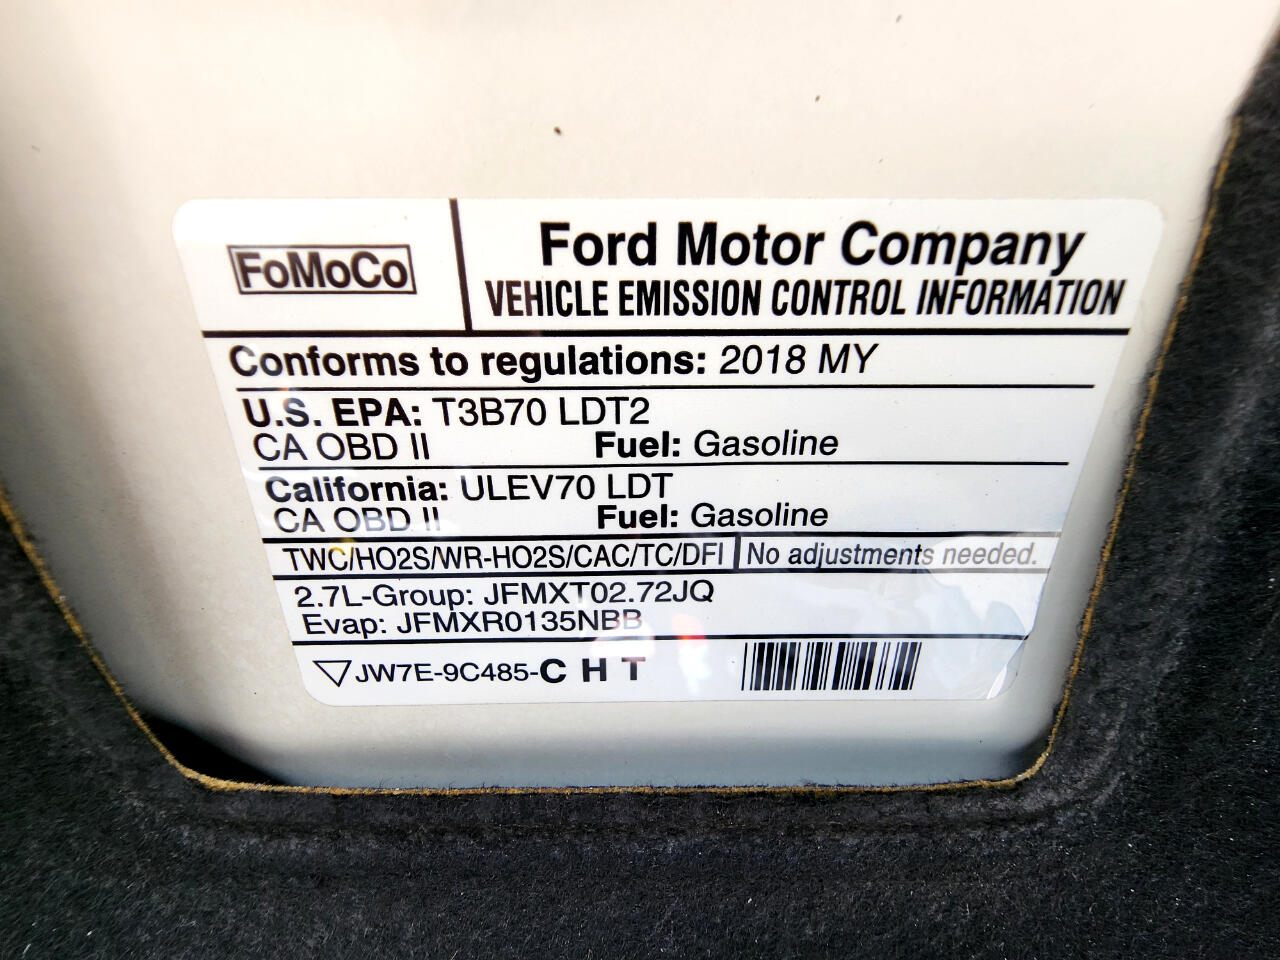 FoMoCo
Ford Motor Company
VEHICLE EMISSION CONTROL INFORMATION
Conforms to regulations: 2018 MY
U.S. EPA: T3B70 LDT2
CA OBD II Fuel: Gasoline
California: ULEV70 LDT
CA OBD II Fuel: Gasoline
TWC/HO2S/WR-HO2S/CAC/TC/DFI No adjustments needed.
2.7L-Group: JFMXT02.72JQ
Evap: JFMXR0135NBB
JW7E-9C485-C H T